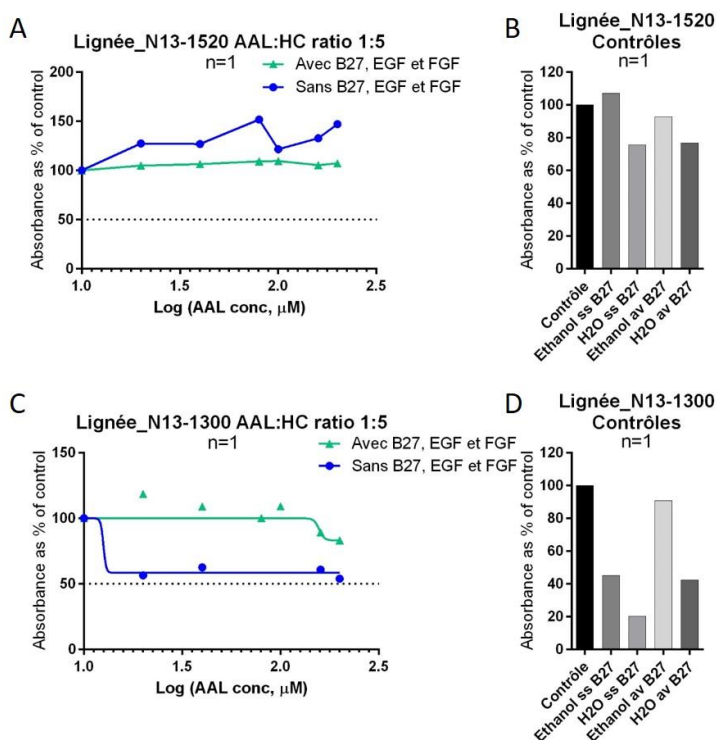 A
Lignée_N13-1520 AAL:HC ratio 1:5
n=1
Avec B27, EGF et FGF
Sans B27, EGF et FGF
Absorbance as % of control
200
150
100
50
0
1.0 1.5 2.0 2.5
Log (AAL conc, µM)
B
Lignée_N13-1520
Contrôles
n=1
Absorbance as % of control
120
100
80
60
40
20
0
Contrôle
Ethanol ss B27
H2O ss B27
Ethanol av B27
H2O av B27
C
Lignée_N13-1300 AAL:HC ratio 1:5
n=1
Avec B27, EGF et FGF
Sans B27, EGF et FGF
Absorbance as % of control
150
100
50
0
1.0 1.5 2.0 2.5
Log (AAL conc, µM)
D
Lignée_N13-1300
Contrôles
n=1
Absorbance as % of control
120
100
80
60
40
20
0
Contrôle
Ethanol ss B27
H2O ss B27
Ethanol av B27
H2O av B27